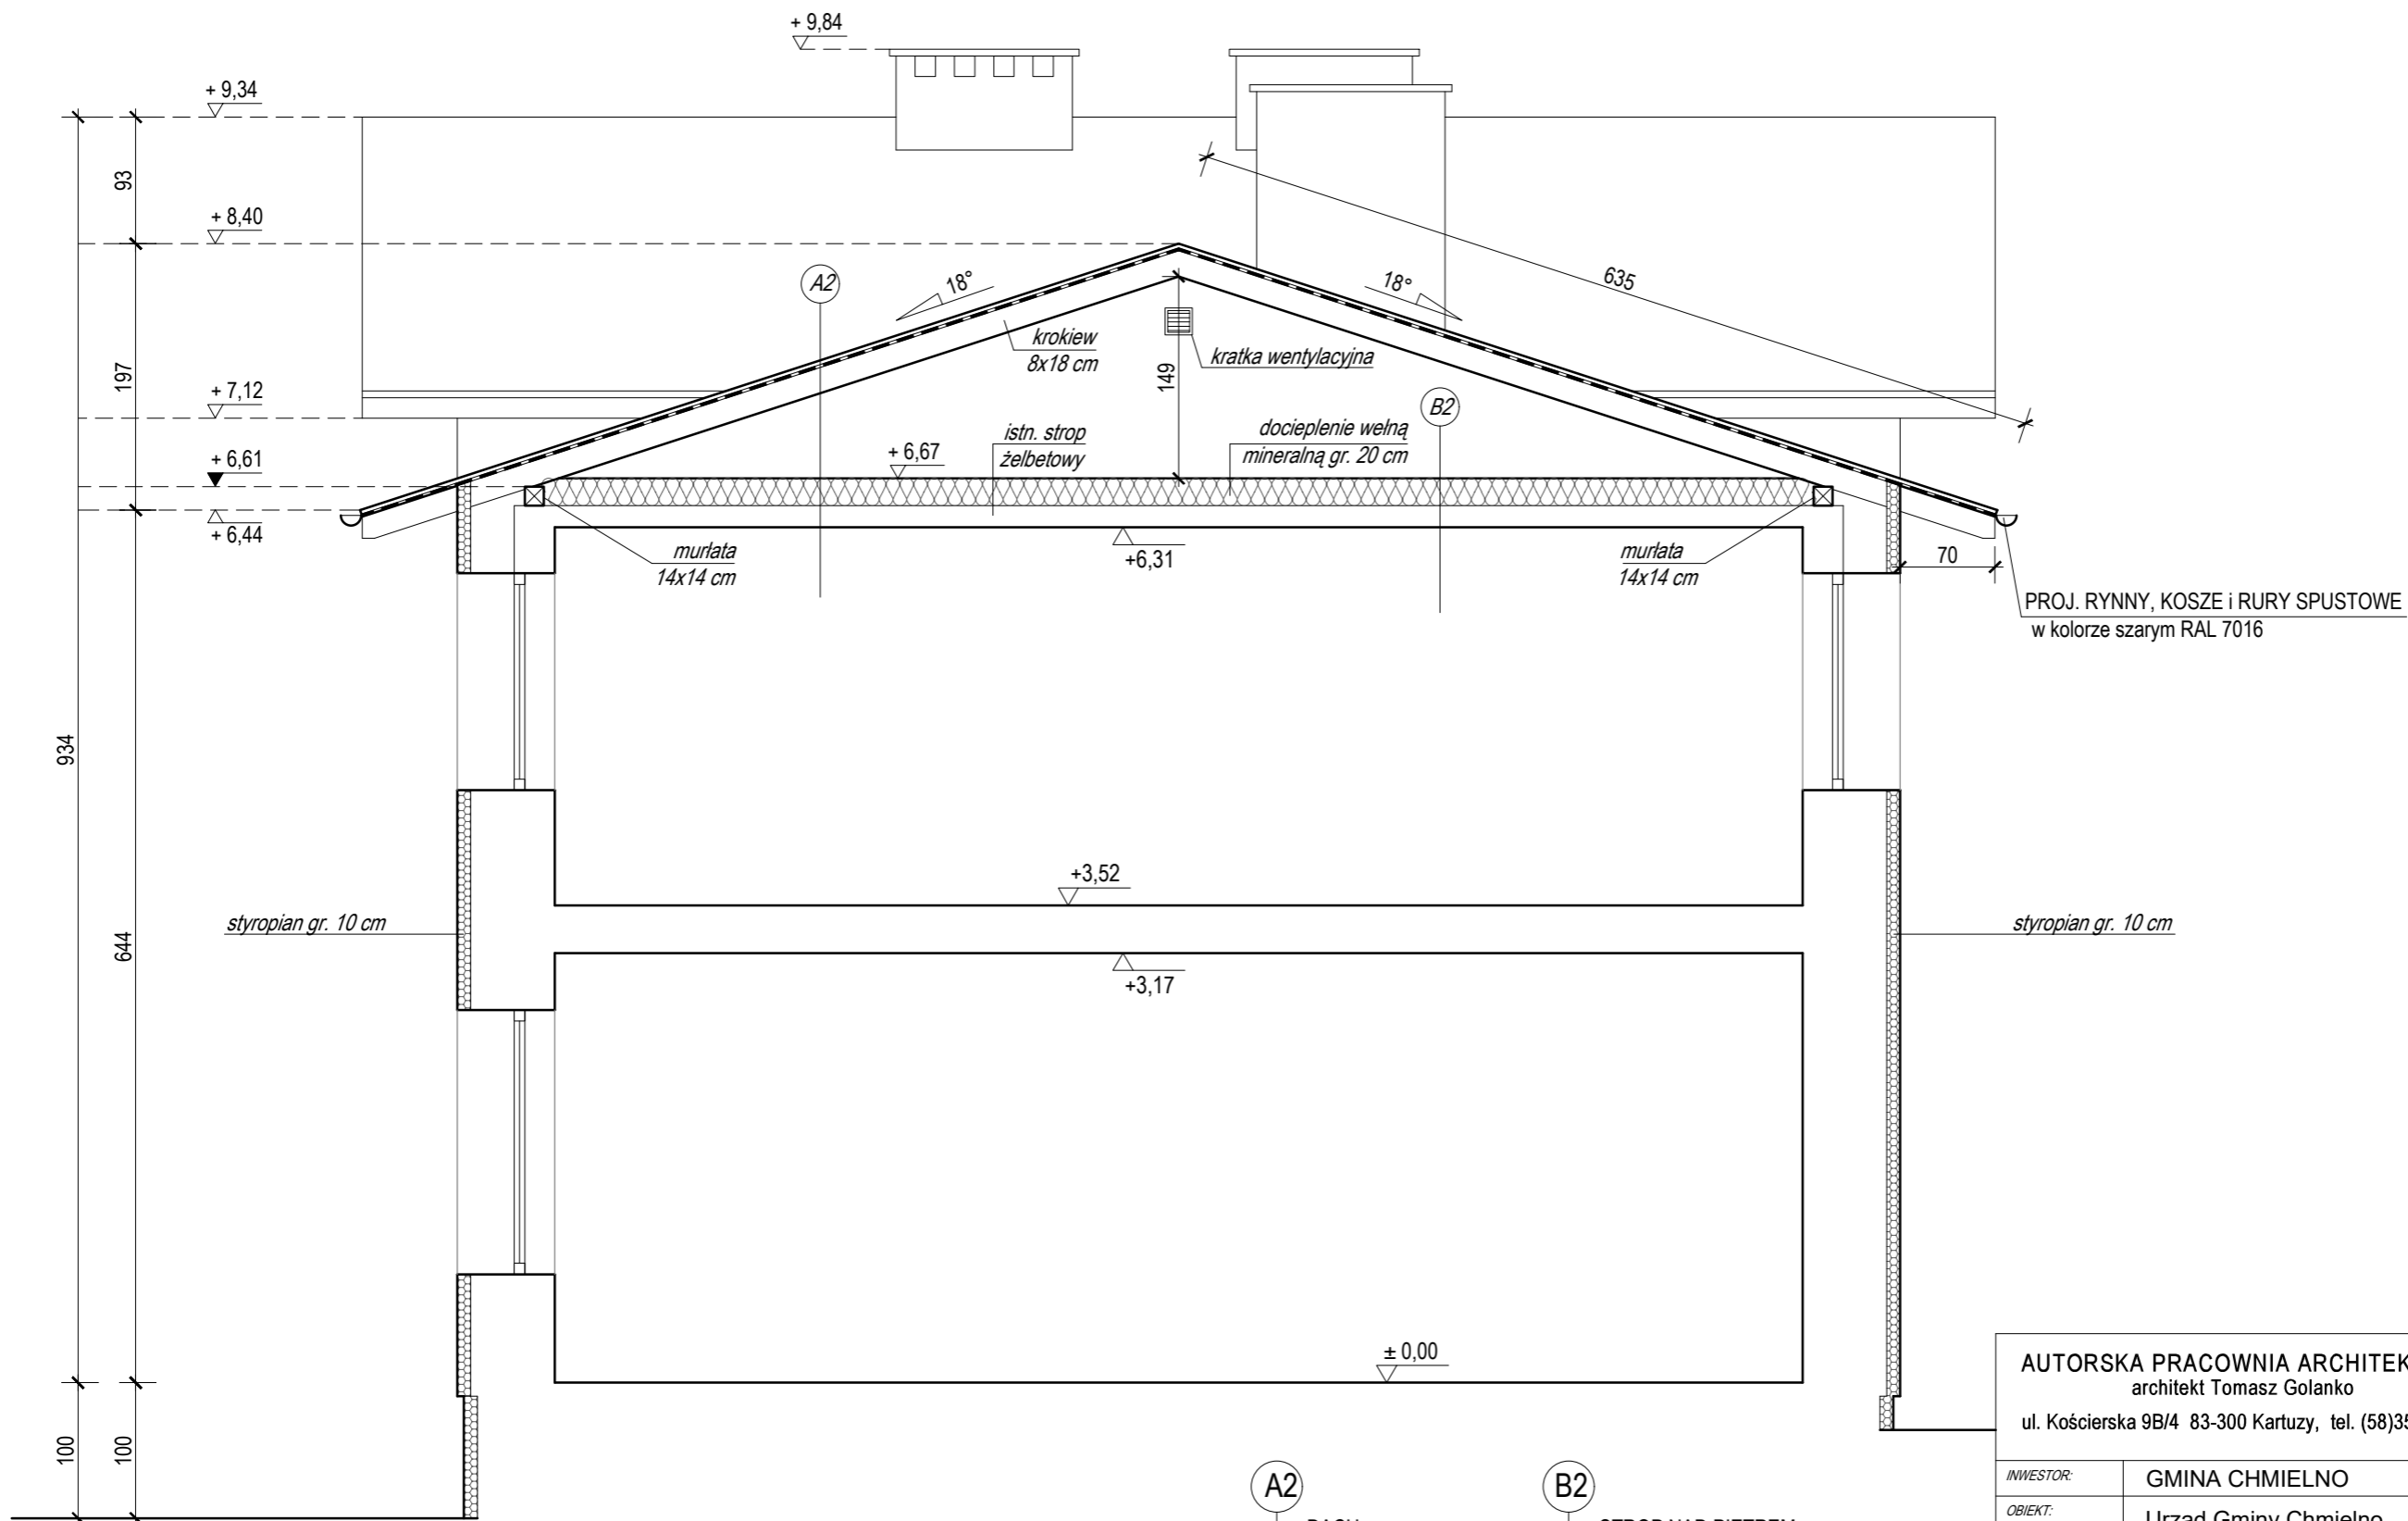 + 9,84
+ 9,34
93
+ 8,40
A2
18°
18°
635
krokiew
8x18 cm
kratka wentylacyjna
149
197
+ 7,12
B2
istn. strop
żelbetowy
docieplenie wełną
mineralną gr. 20 cm
+ 6,67
+ 6,61
+ 6,44
murłata
14x14 cm
+6,31
murłata
14x14 cm
70
PROJ. RYNNY, KOSZE i RURY SPUSTOWE
w kolorze szarym RAL 7016
934
+3,52
styropian gr. 10 cm
644
styropian gr. 10 cm
+3,17
± 0,00
AUTORSKA PRACOWNIA
architekt Tomasz Golanko
ul. Kościerska 9B/4 83-300 Kartuzy, tel.
100
100
A2
B2
INWESTOR:
GMINA CHMIELNO
OBIEKT:
Gminy Chmielno